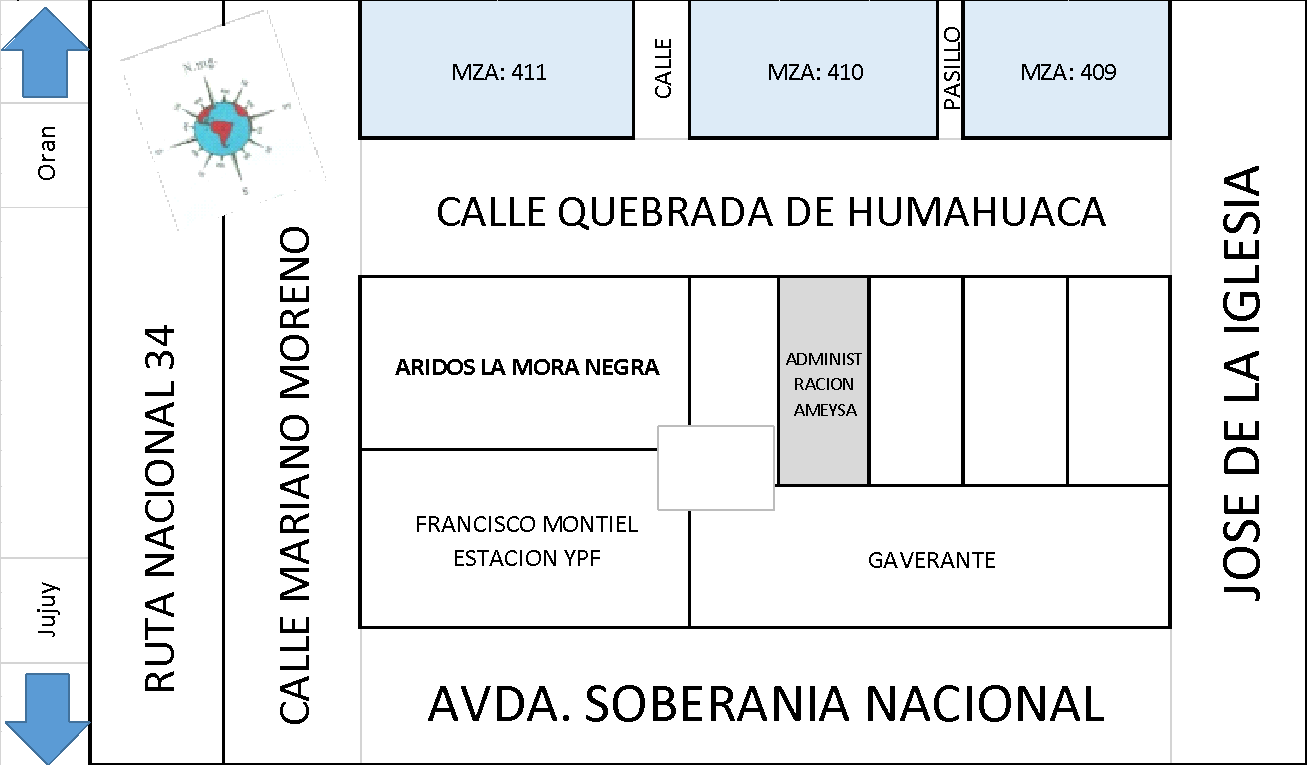 Oran
Jujuy
RUTA NACIONAL 34
N.mg.
S
CALLE MARIANO MORENO
MZA: 411
CALLE
MZA: 410
PASILLO
MZA: 409
CALLE QUEBRADA DE HUMAHUACA
ARIDOS LA MORA NEGRA
ADMINIST
RACION
AMEYSA
FRANCISCO MONTIEL
ESTACION YPF
GAVERANTE
AVDA. SOBERANIA NACIONAL
JOSE DE LA IGLESIA